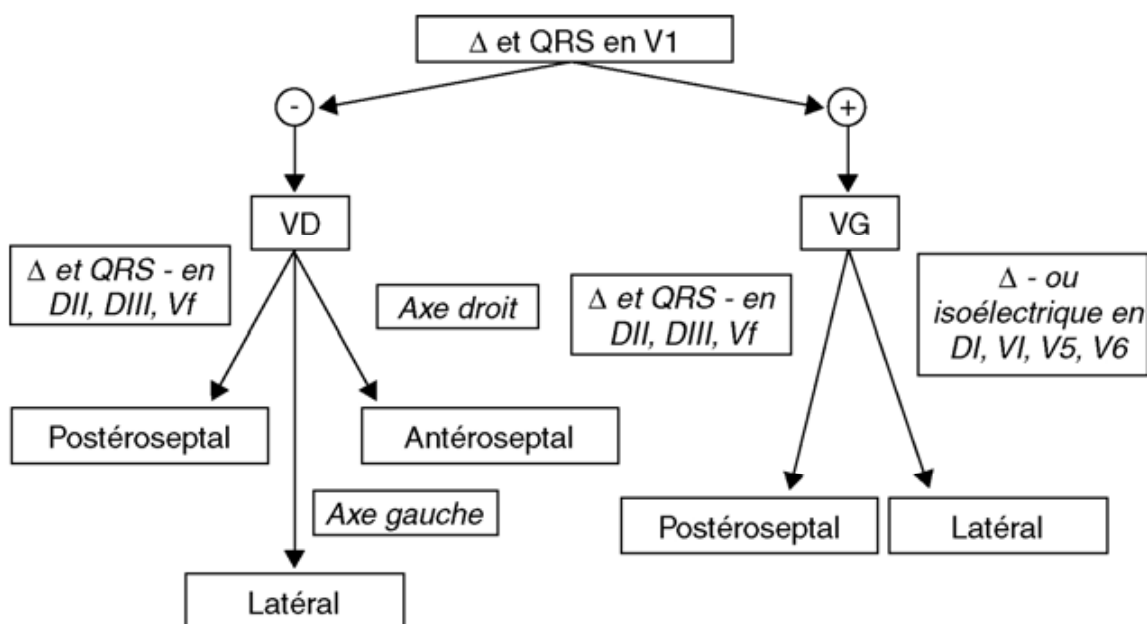 Δ et QRS en V1
-
+
VD
VG
Δ et QRS - en
DII, DIII, Vf
Axe droit
Δ et QRS - en
DII, DIII, Vf
Δ - ou
isoélectrique en
DI, VI, V5, V6
Postéroseptal
Antéroseptal
Axe gauche
Postéroseptal
Latéral
Latéral